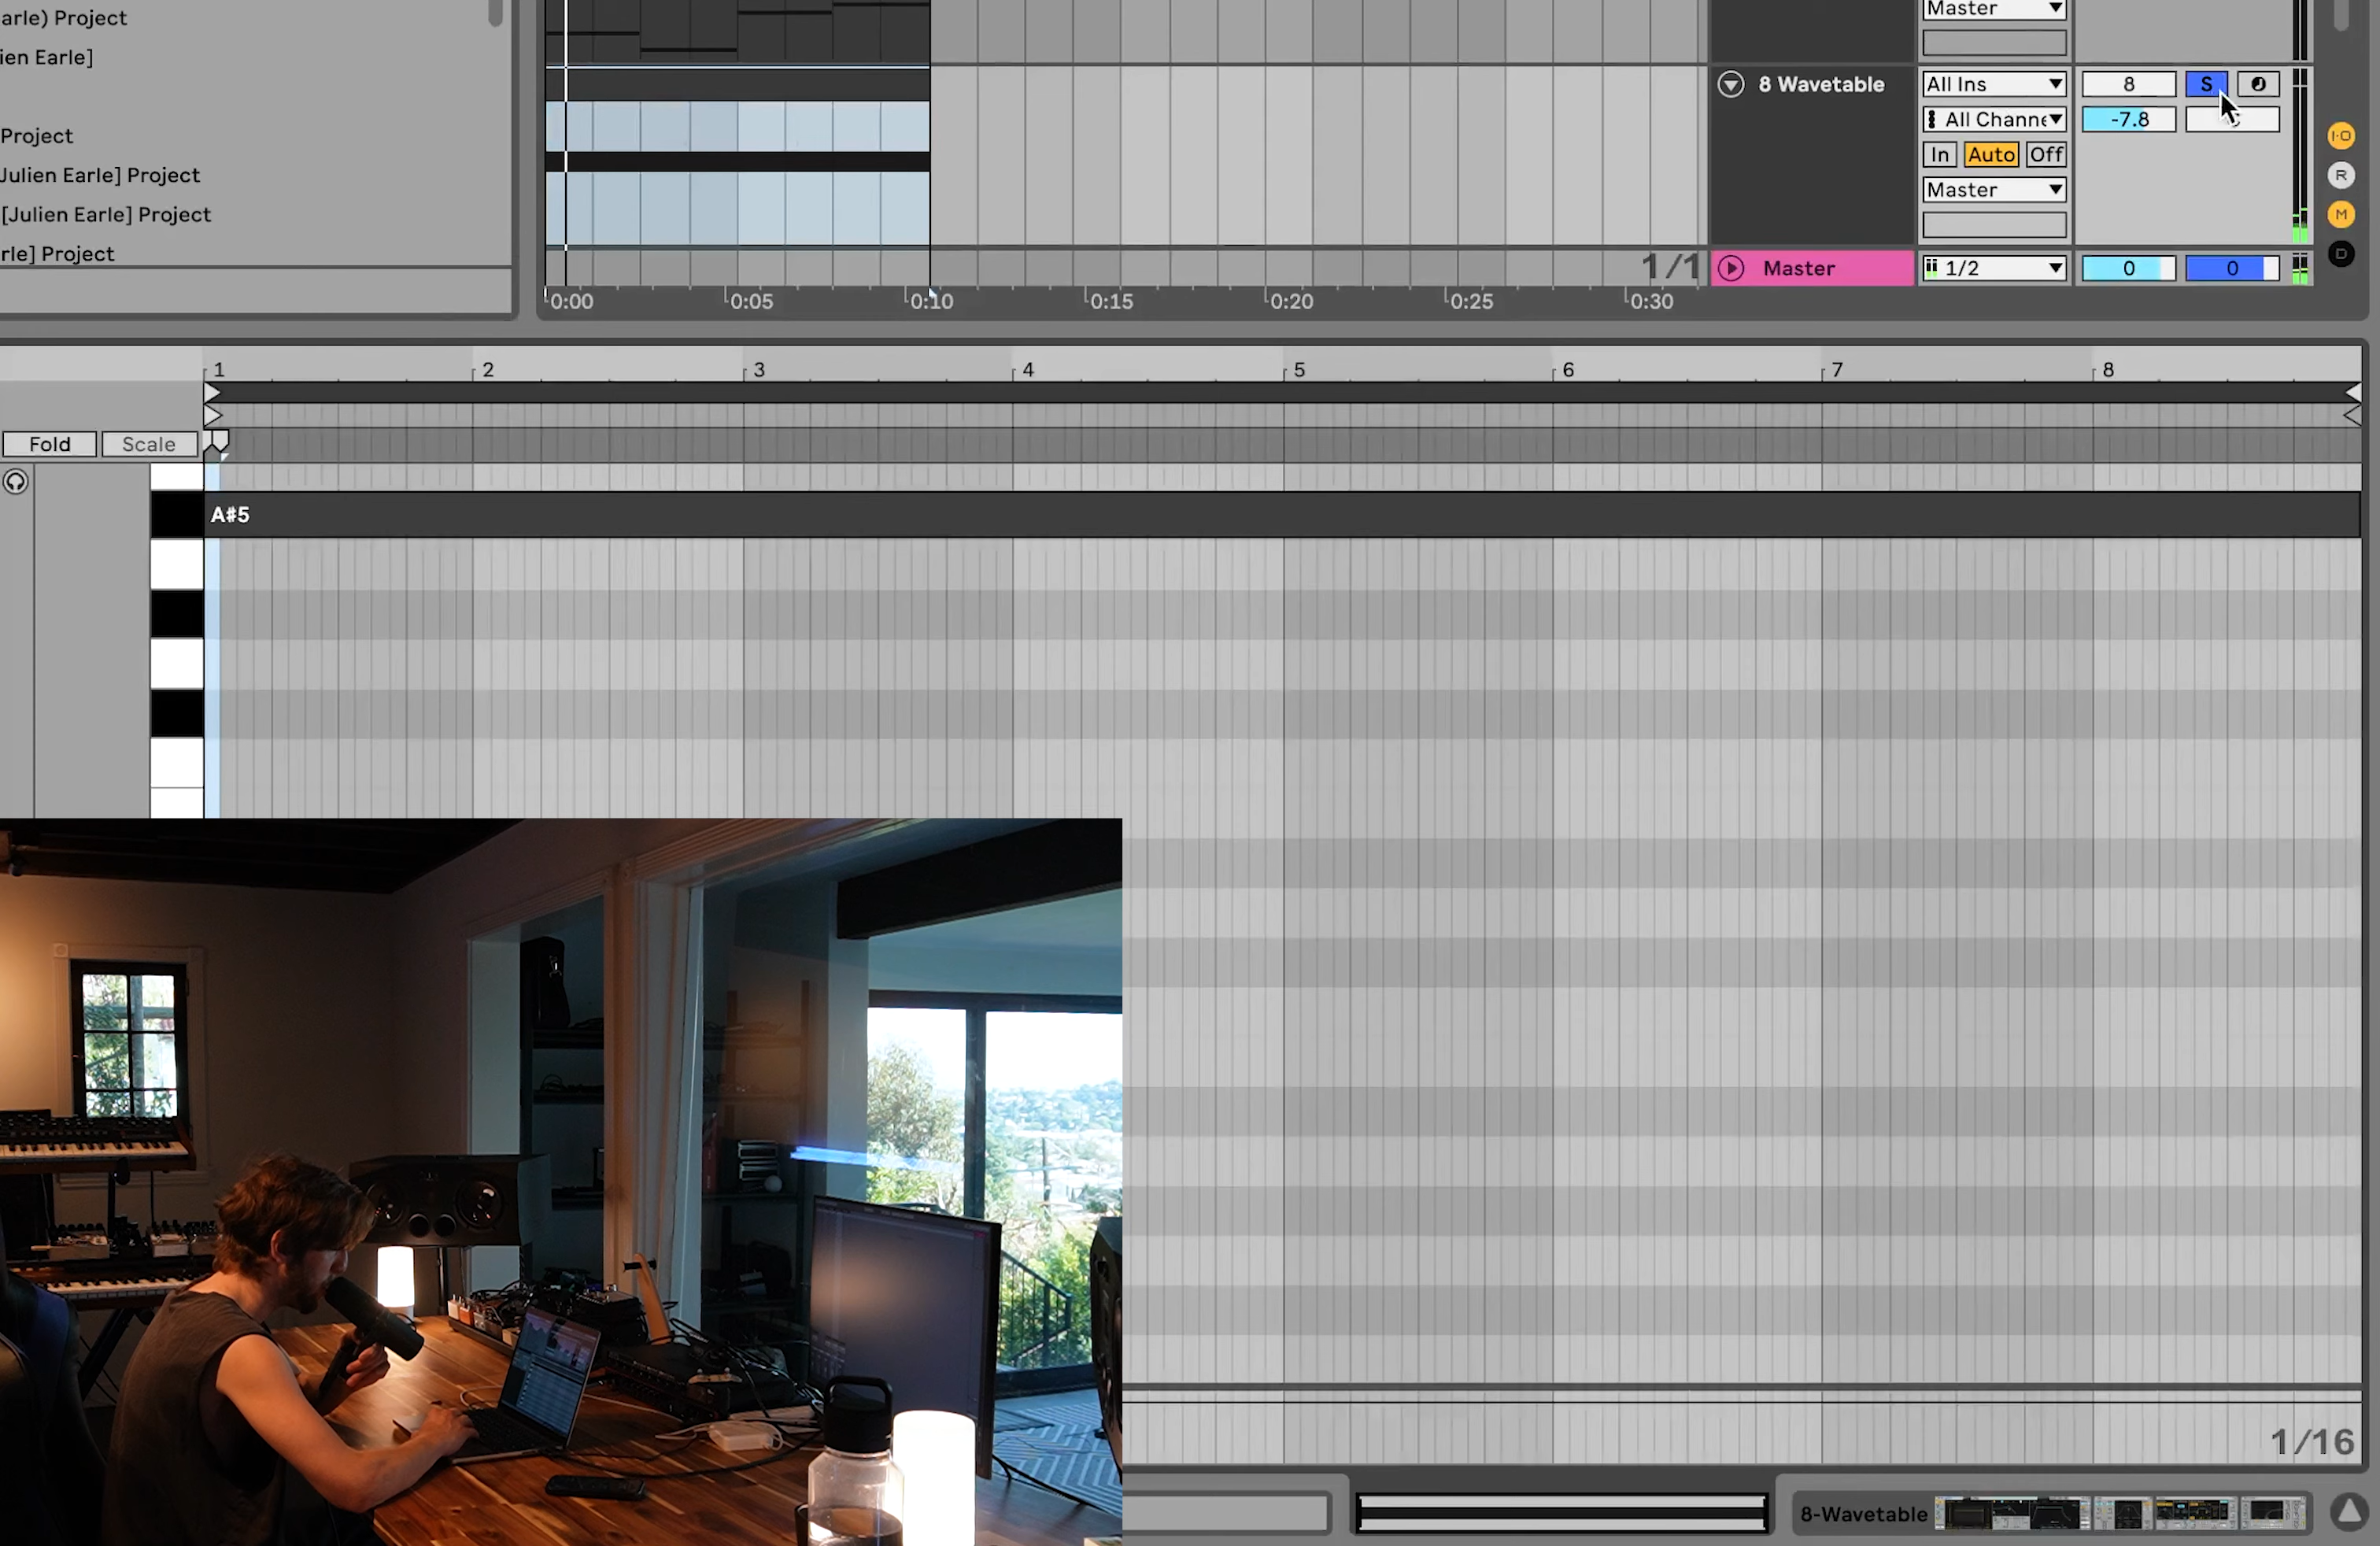 arle) Project
ien Earle]
Project
Julien Earle] Project
[Julien Earle] Project
rle] Project
Master
8 Wavetable
All Ins
8
S
All Channe
-7.8
In
Auto
Off
Master
I·O
R
M
D
1/1
Master
1/2
0
0
0:00
0:05
0:10
0:15
0:20
0:25
0:30
1
2
3
4
5
6
7
8
Fold
Scale
A#5
1/16
8-Wavetable